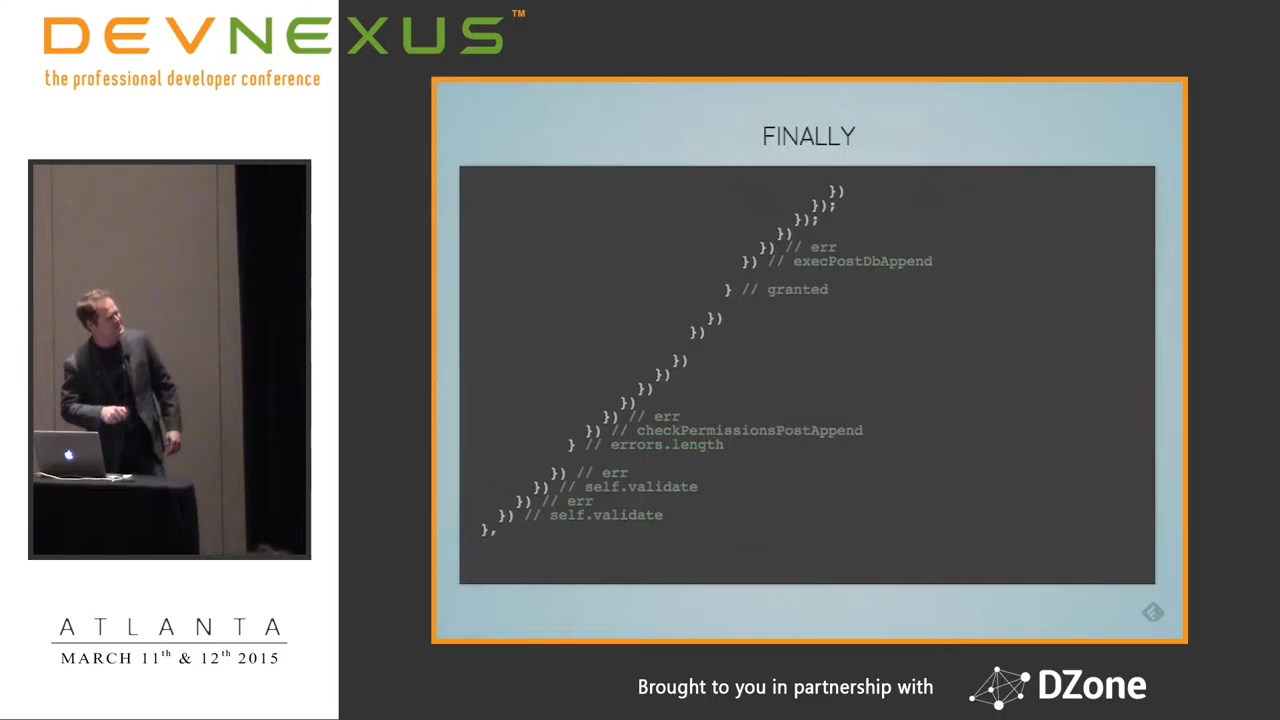 DEVNEXUS™
the professional developer conference
FINALLY
})
});
});
})
}) // err
}) // execPostDbAppend
} // granted
})
})
})
})
})
})
}) // err
}) // checkPermissionsPostAppend
} // errors.length
}) // err
}) // self.validate
}) // err
}) // self.validate
},
ATLANTA
MARCH 11th & 12th 2015
Brought to you in partnership with
DZone